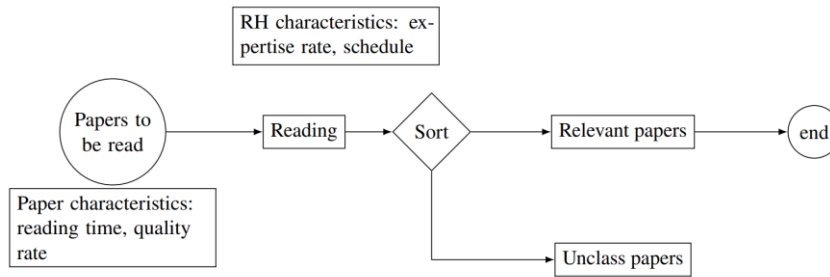 RH characteristics: ex-
pertise rate, schedule
Papers to
be read
Reading
Sort
Relevant papers
end
Paper characteristics:
reading time, quality
rate
Unclass papers